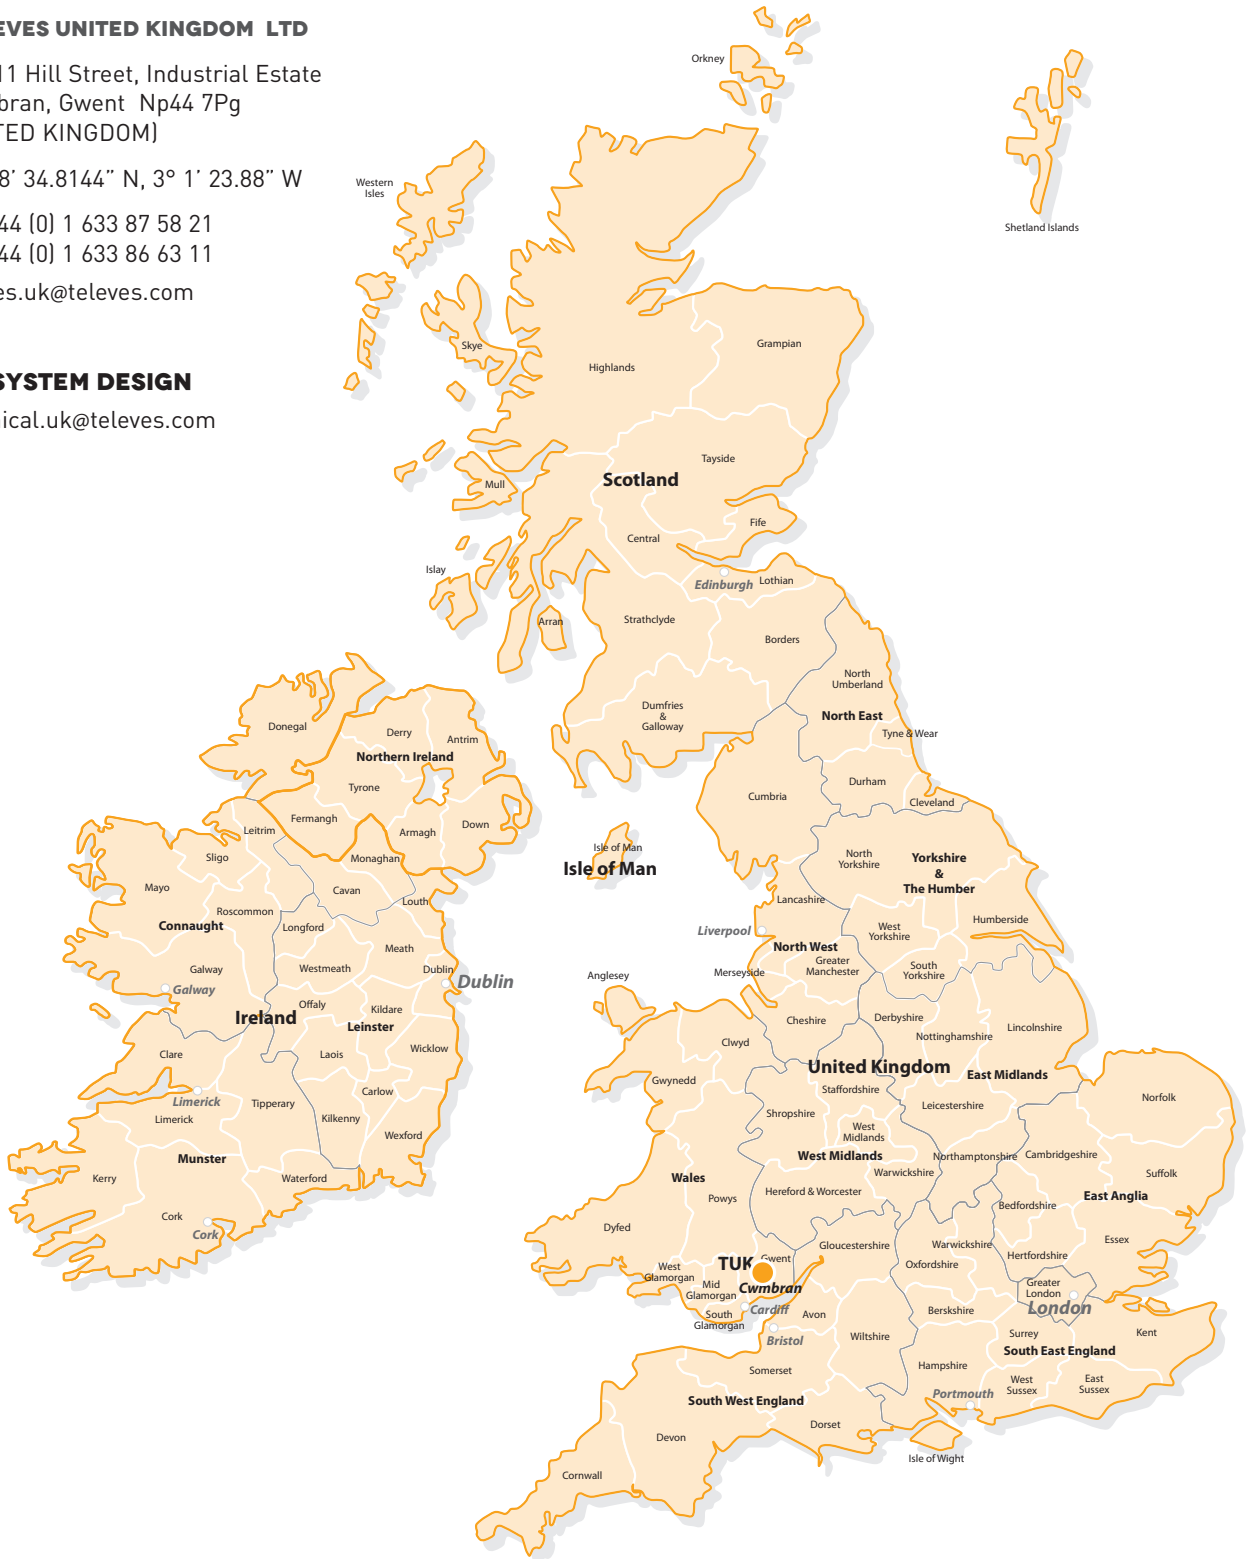 EVES UNITED KINGDOM LTD
11 Hill Street, Industrial Estate
bran, Gwent Np44 7Pg
TED KINGDOM)
8’ 34.8144” N, 3° 1’ 23.88” W
44 (0) 1 633 87 58 21
44 (0) 1 633 86 63 11
es.uk@televes.com
SYSTEM DESIGN
ical.uk@televes.com
Orkney
Shetland Islands
Western
Isles
Skye
Highlands
Grampian
Tayside
Scotland
Mull
Fife
Central
Islay
Edinburgh
Lothian
Arran
Strathclyde
Borders
North
Umberland
Dumfries
&
Galloway
North East
Tyne & Wear
Durham
Cleveland
Cumbria
Donegal
Derry
Antrim
Northern Ireland
Tyrone
Fermangh
Armagh
Down
Leitrim
Monaghan
Sligo
Cavan
Mayo
Louth
Roscommon
Connaught
Longford
Meath
Galway
Westmeath
Dublin
Dublin
Galway
Offaly
Kildare
Ireland
Leinster
Clare
Laois
Wicklow
Carlow
Limerick
Limerick
Tipperary
Kilkenny
Wexford
Munster
Kerry
Waterford
Cork
Cork
Isle of Man
Isle of Man
North
Yorkshire
Yorkshire
&
The Humber
Lancashire
Humberside
Liverpool
West
Yorkshire
North West
Greater
Manchester
Merseyside
South
Yorkshire
Anglesey
Cheshire
Derbyshire
Nottinghamshire
Lincolnshire
Clwyd
United Kingdom
East Midlands
Gwynedd
Staffordshire
Leicestershire
Norfolk
Shropshire
West
Midlands
West Midlands
Northamptonshire
Cambridgeshire
Warwickshire
Suffolk
Wales
Powys
Hereford & Worcester
Bedfordshire
East Anglia
Dyfed
Gloucestershire
Warwickshire
Essex
Hertfordshire
Oxfordshire
TUK
Gwent
West
Glamorgan
Mid
Glamorgan
Cwmbran
Greater
London
London
South
Glamorgan
Cardiff
Avon
Berskshire
Bristol
Wiltshire
Surrey
Kent
South East England
Hampshire
Somerset
West
Sussex
East
Sussex
South West England
Portmouth
Dorset
Devon
Isle of Wight
Cornwall